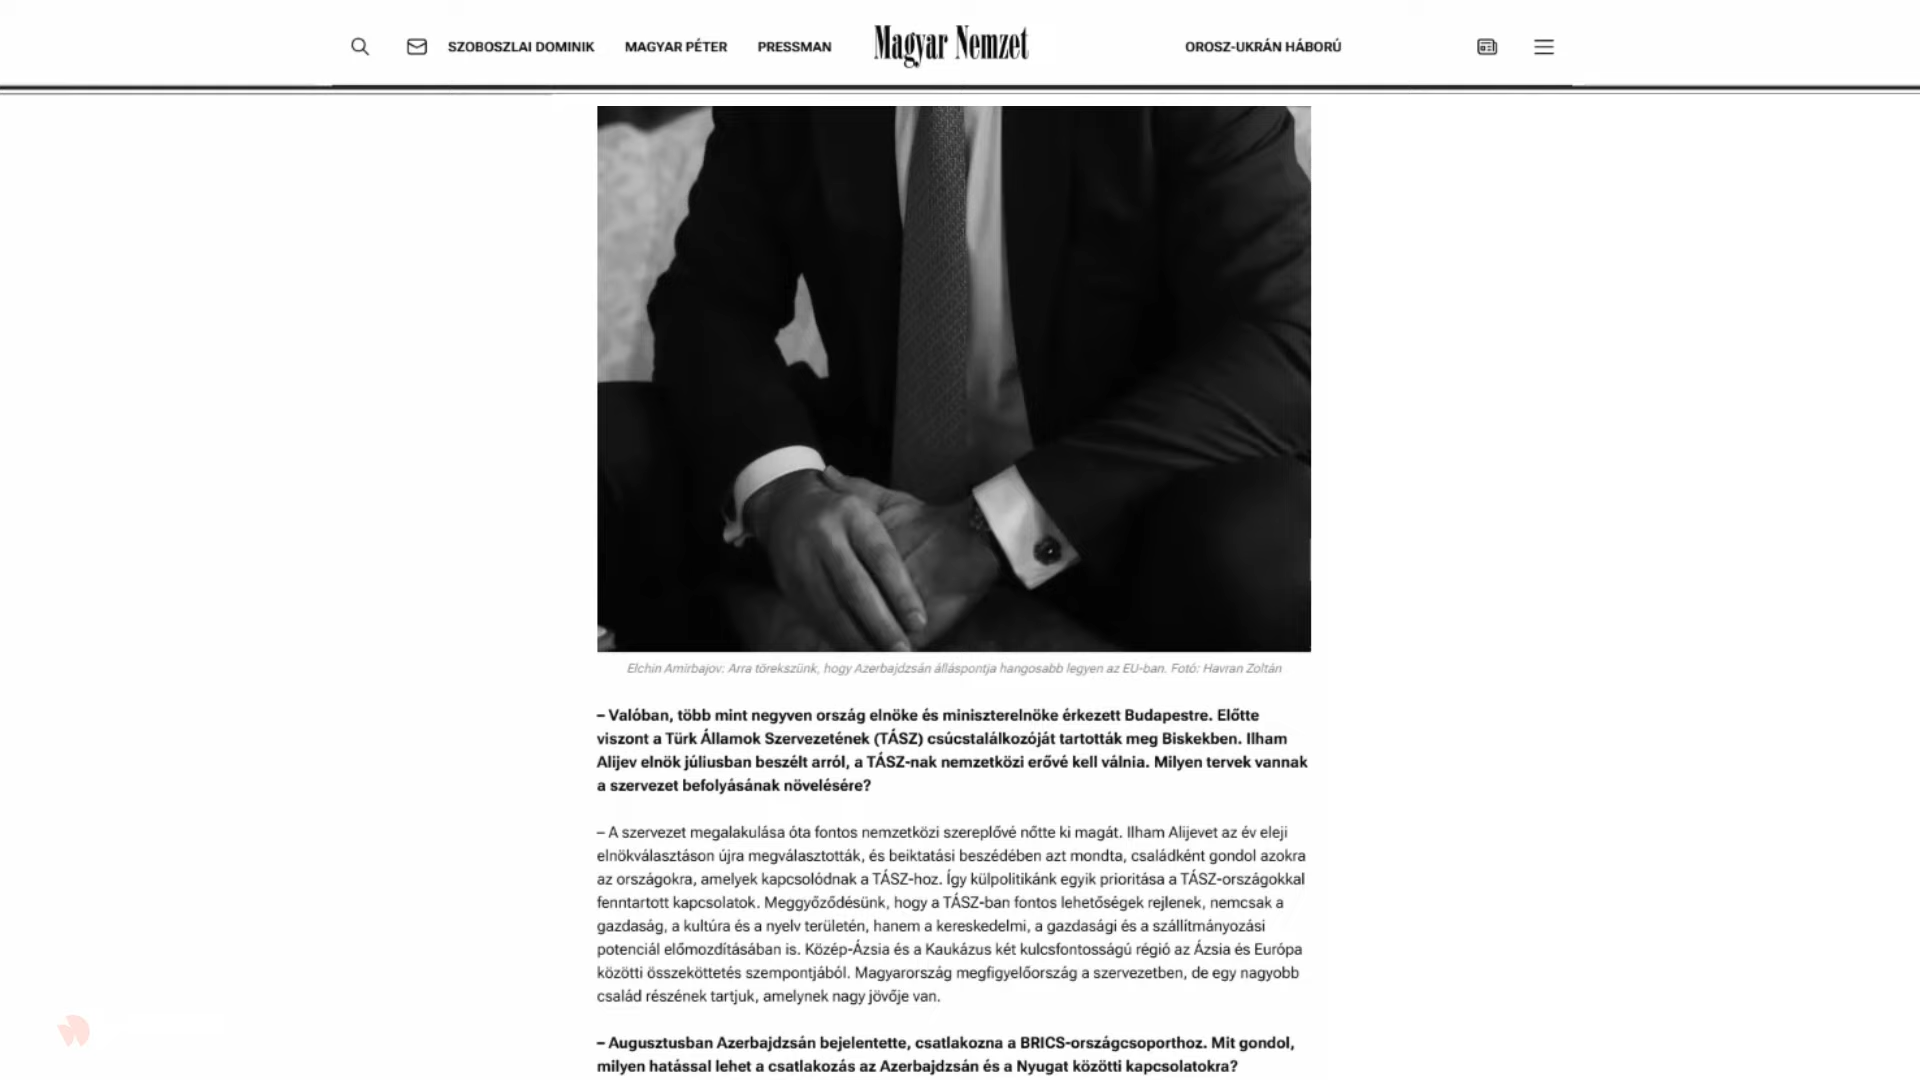 SZOBOSZLAI DOMINIK
MAGYAR PÉTER
PRESSMAN
Magyar Nemzet
OROSZ-UKRÁN HÁBORÚ
Elchin Amirbajov: Arra törekszünk, hogy Azerbajdzsán álláspontja hangosabb legyen az EU-ban. Fotó: Havran Zoltán
– Valóban, több mint negyven ország elnöke és miniszterelnöke érkezett Budapestre. Előtte
viszont a Türk Államok Szervezetének (TÁSZ) csúcstalálkozóját tartották meg Biskekben. Ilham
Alijev elnök júliusban beszélt arról, a TÁSZ-nak nemzetközi erővé kell válnia. Milyen tervek vannak
a szervezet befolyásának növelésére?
– A szervezet megalakulása óta fontos nemzetközi szereplővé nőtte ki magát. Ilham Alijevet az év eleji
elnökválasztáson újra megválasztották, és beiktatási beszédében azt mondta, családként gondol azokra
az országokra, amelyek kapcsolódnak a TÁSZ-hoz. Így külpolitikánk egyik prioritása a TÁSZ-országokkal
fenntartott kapcsolatok. Meggyőződésünk, hogy a TÁSZ-ban fontos lehetőségek rejlenek, nemcsak a
gazdaság, a kultúra és a nyelv területén, hanem a kereskedelmi, a gazdasági és a szállítmányozási
potenciál előmozdításában is. Közép-Ázsia és a Kaukázus két kulcsfontosságú régió az Ázsia és Európa
közötti összeköttetés szempontjából. Magyarország megfigyelőország a szervezetben, de egy nagyobb
család részének tartjuk, amelynek nagy jövője van.
– Augusztusban Azerbajdzsán bejelentette, csatlakozna a BRICS-országcsoporthoz. Mit gondol,
milyen hatással lehet a csatlakozás az Azerbajdzsán és a Nyugat közötti kapcsolatokra?